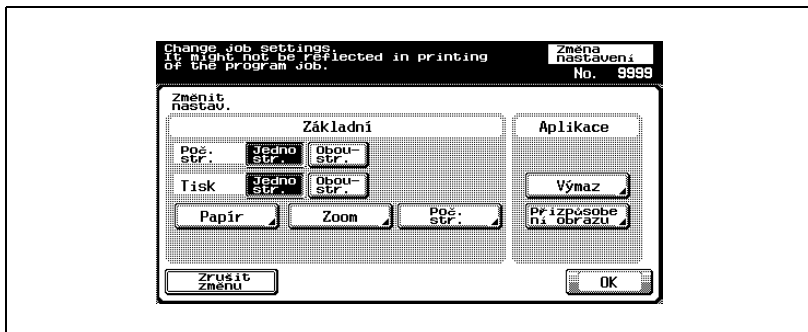 Change job settings.
It might not be reflected in printing
of the program job.
Změna
nastavení
No. 9999
Změnit
nastav.
Základní
Aplikace
Poč.
str.
Jedno
str.
Obou-
str.
Tisk
Jedno
str.
Obou-
str.
Výmaz
Papír
Zoom
Poč.
str.
Přizpůsobe
ní obrazu
Zrušit
změnu
OK